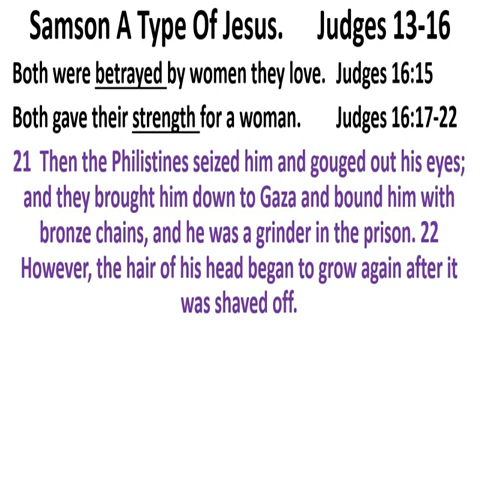 Samson A Type Of Jesus. Judges 13-16
Both were betrayed by women they love. Judges 16:15
Both gave their strength for a woman. Judges 16:17-22
21 Then the Philistines seized him and gouged out his eyes;
and they brought him down to Gaza and bound him with
bronze chains, and he was a grinder in the prison. 22
However, the hair of his head began to grow again after it
was shaved off.